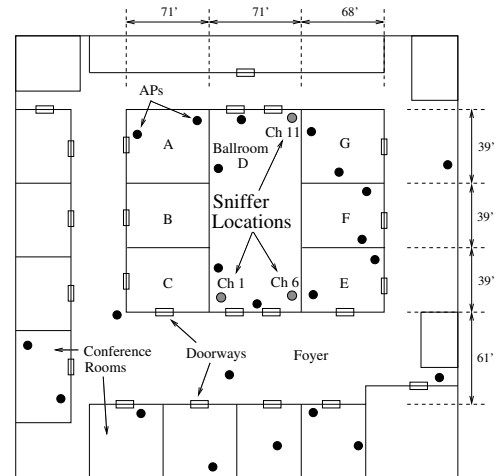 71' 71' 68'
APs
Ch 11
A
Ballroom
D
G
39'
Sniffer
Locations
B
F
39'
C
Ch 1
Ch 6
E
39'
Conference
Rooms
Doorways
Foyer
61'